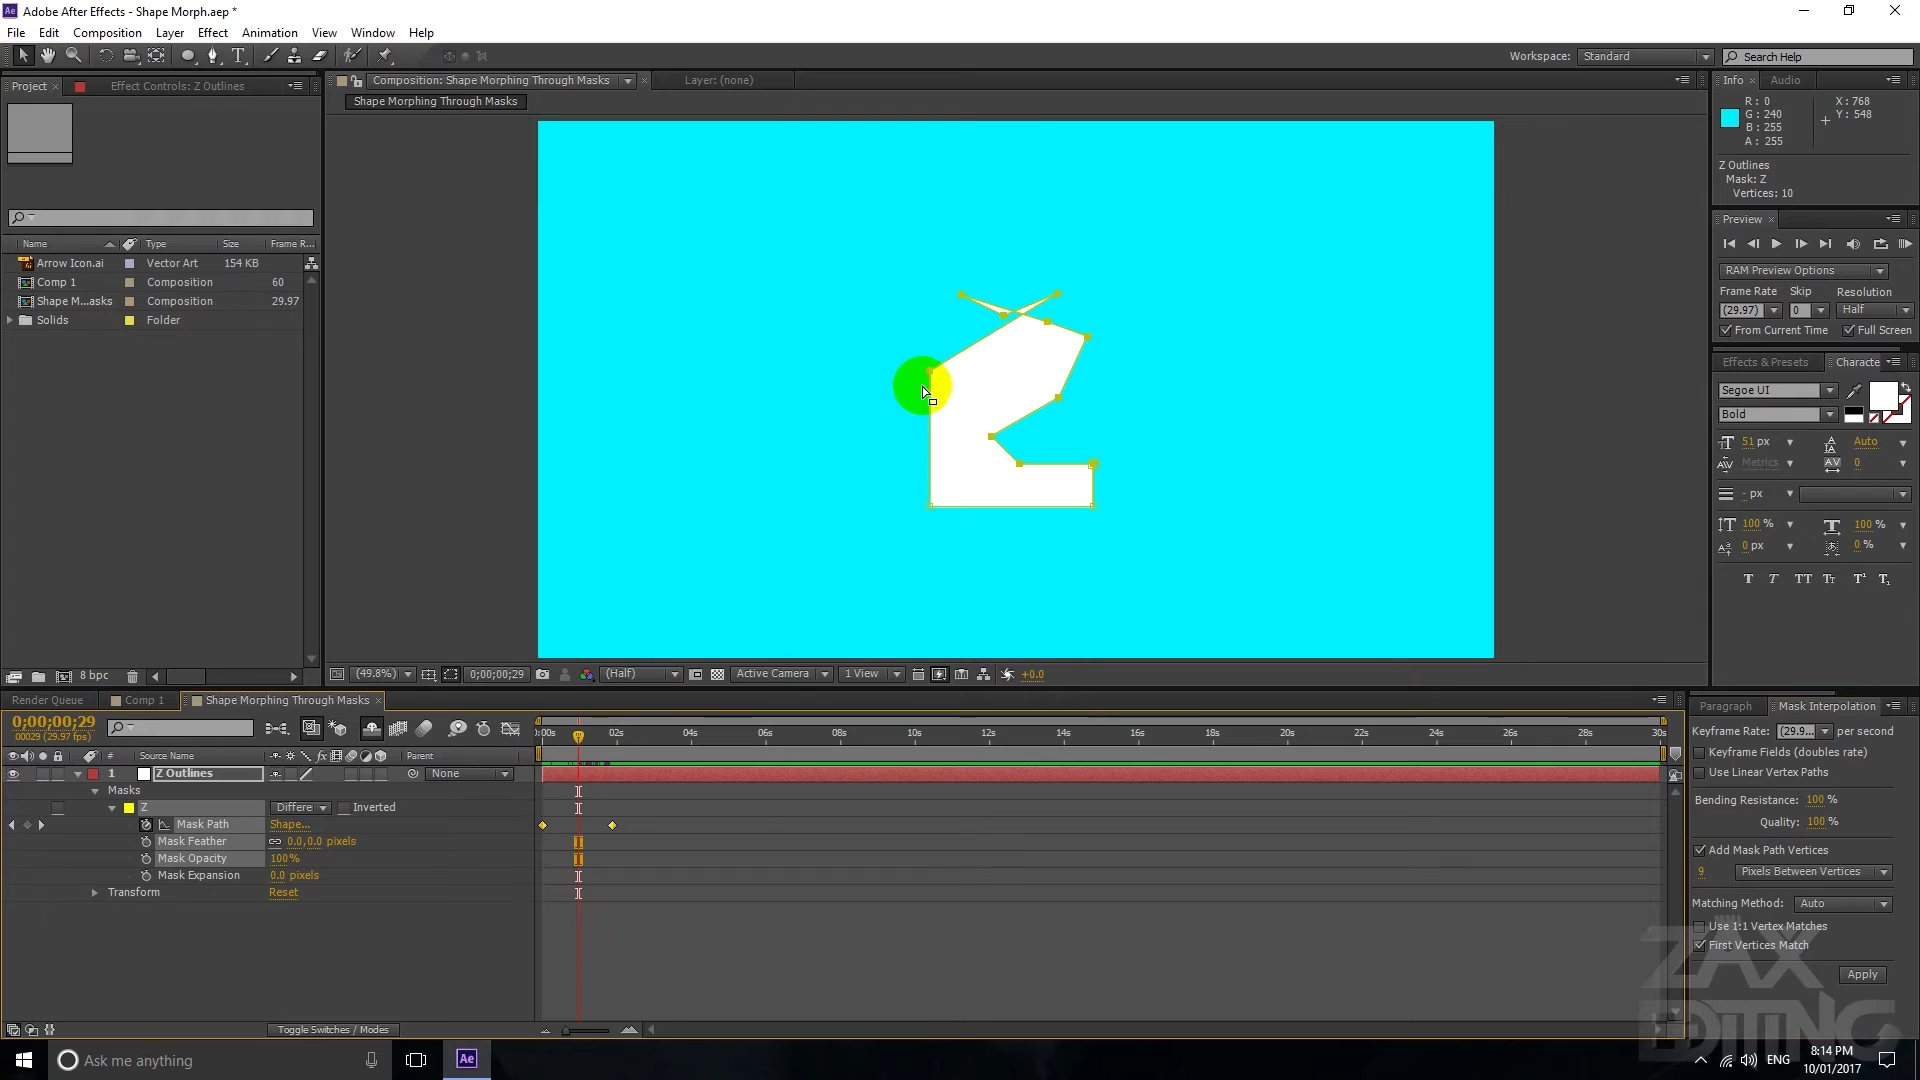 Adobe After Effects - Shape Morph.aep *
File Edit Composition Layer Effect Animation View Window Help
Workspace: Standard Search Help
Project Effect Controls: Z Outlines
Composition: Shape Morphing Through Masks Layer: (none)
Shape Morphing Through Masks
Info Audio
R: 0
G: 240
B: 255
A: 255
X: 768
Y: 548
Z Outlines
Mask: Z
Vertices: 10
Name Type Size Frame R...
Arrow Icon.ai Vector Art 154 KB
Comp 1 Composition 60
Shape M...asks Composition 29.97
Solids Folder
Preview
RAM Preview Options
Frame Rate Skip Resolution
(29.97) 0 Half
From Current Time Full Screen
Effects & Presets Characte
Segoe UI
Bold
51 px Auto
Metrics 0
- px
100 % 100 %
0 px 0 %
T T TT Tт T¹ T₁
8 bpc
(49.8%) 0;00;00;29 (Half) Active Camera 1 View +0.0
Render Queue Comp 1 Shape Morphing Through Masks
0;00;00;29
00029 (29.97 fps)
):00s 02s 04s 06s 08s 10s 12s 14s 16s 18s 20s 22s 24s 26s 28s 30s
# Source Name fx Parent
1 Z Outlines None
Masks
Z Differe Inverted
Mask Path Shape...
Mask Feather 0.0,0.0 pixels
Mask Opacity 100%
Mask Expansion 0.0 pixels
Transform Reset
Toggle Switches / Modes
Paragraph Mask Interpolation
Keyframe Rate: (29.9... per second
Keyframe Fields (doubles rate)
Use Linear Vertex Paths
Bending Resistance: 100 %
Quality: 100 %
Add Mask Path Vertices
9 Pixels Between Vertices
Matching Method: Auto
Use 1:1 Vertex Matches
First Vertices Match
Apply
ZAX
EDITING
Ask me anything
Ae
ENG
8:14 PM
10/01/2017